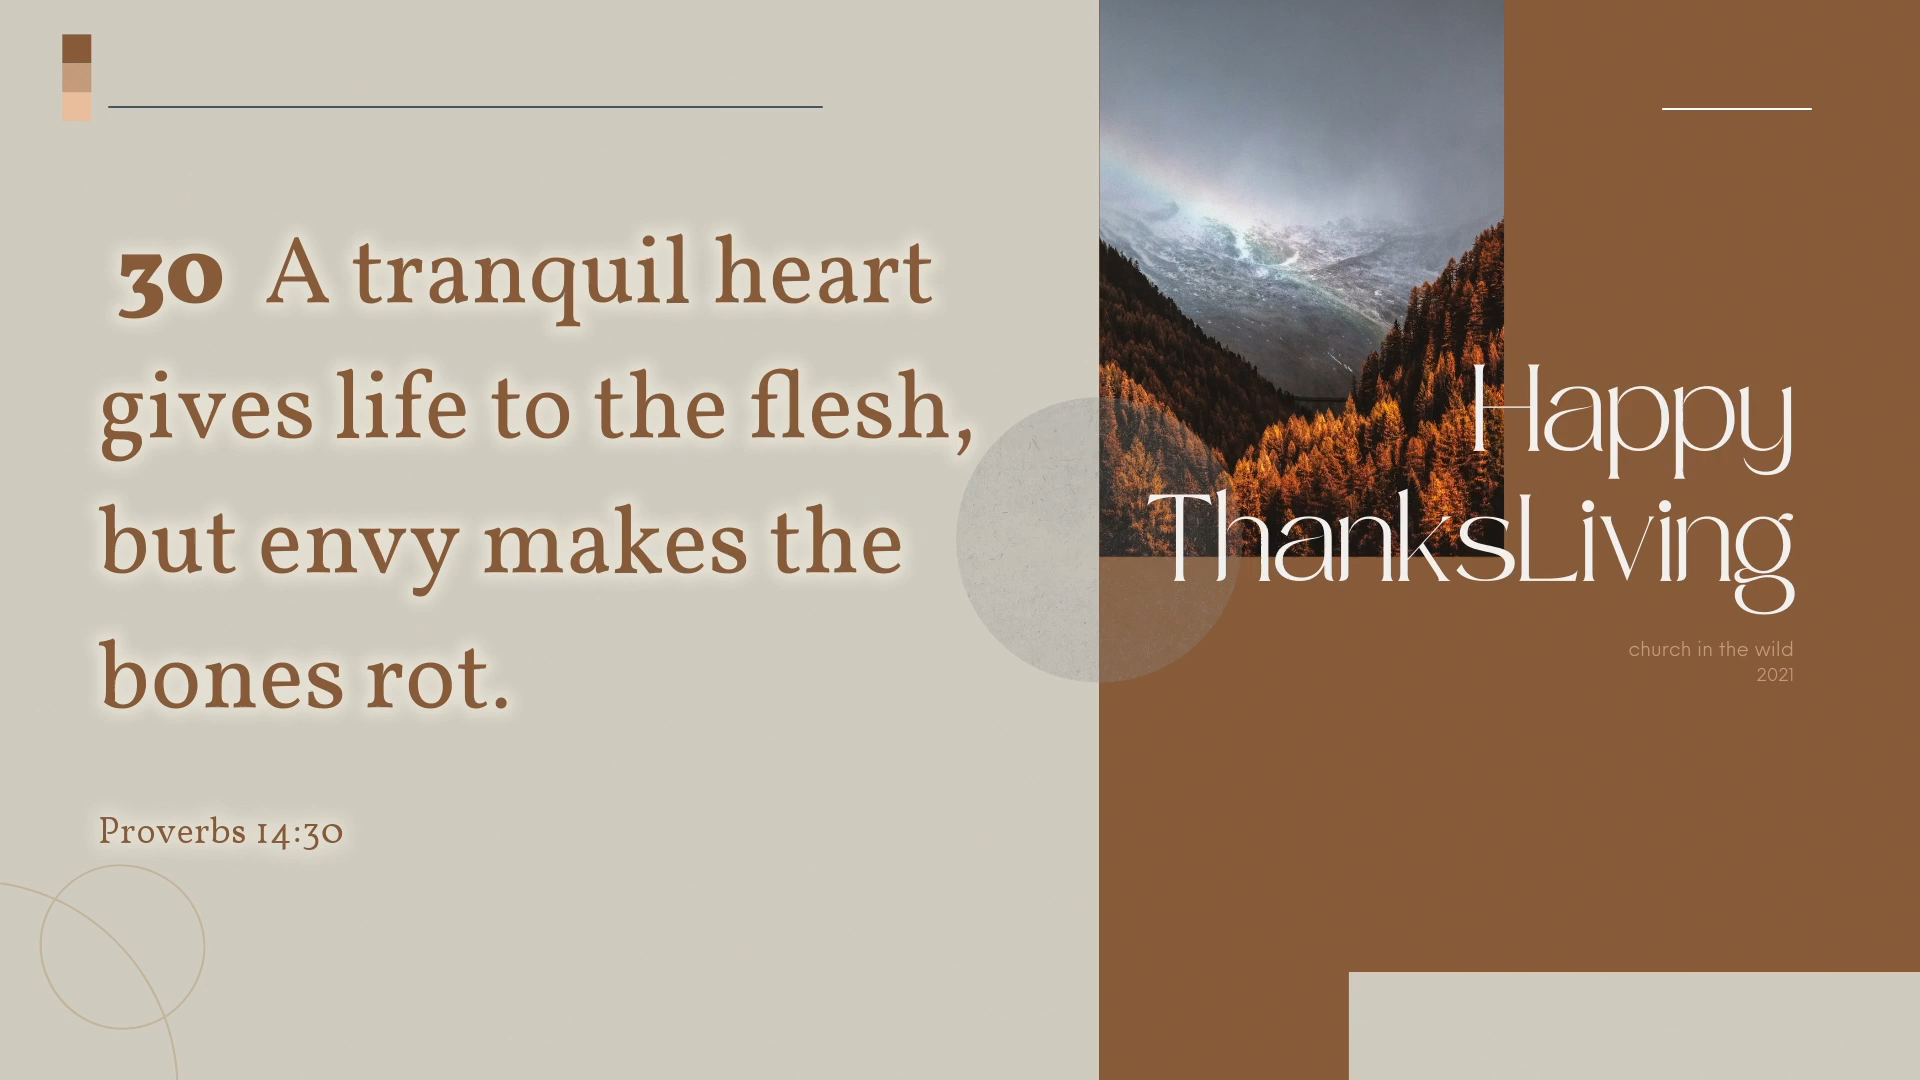 30 A tranquil heart
gives life to the flesh,
but envy makes the
bones rot.
Proverbs 14:30
Happy
ThanksLiving
church in the wild
2021